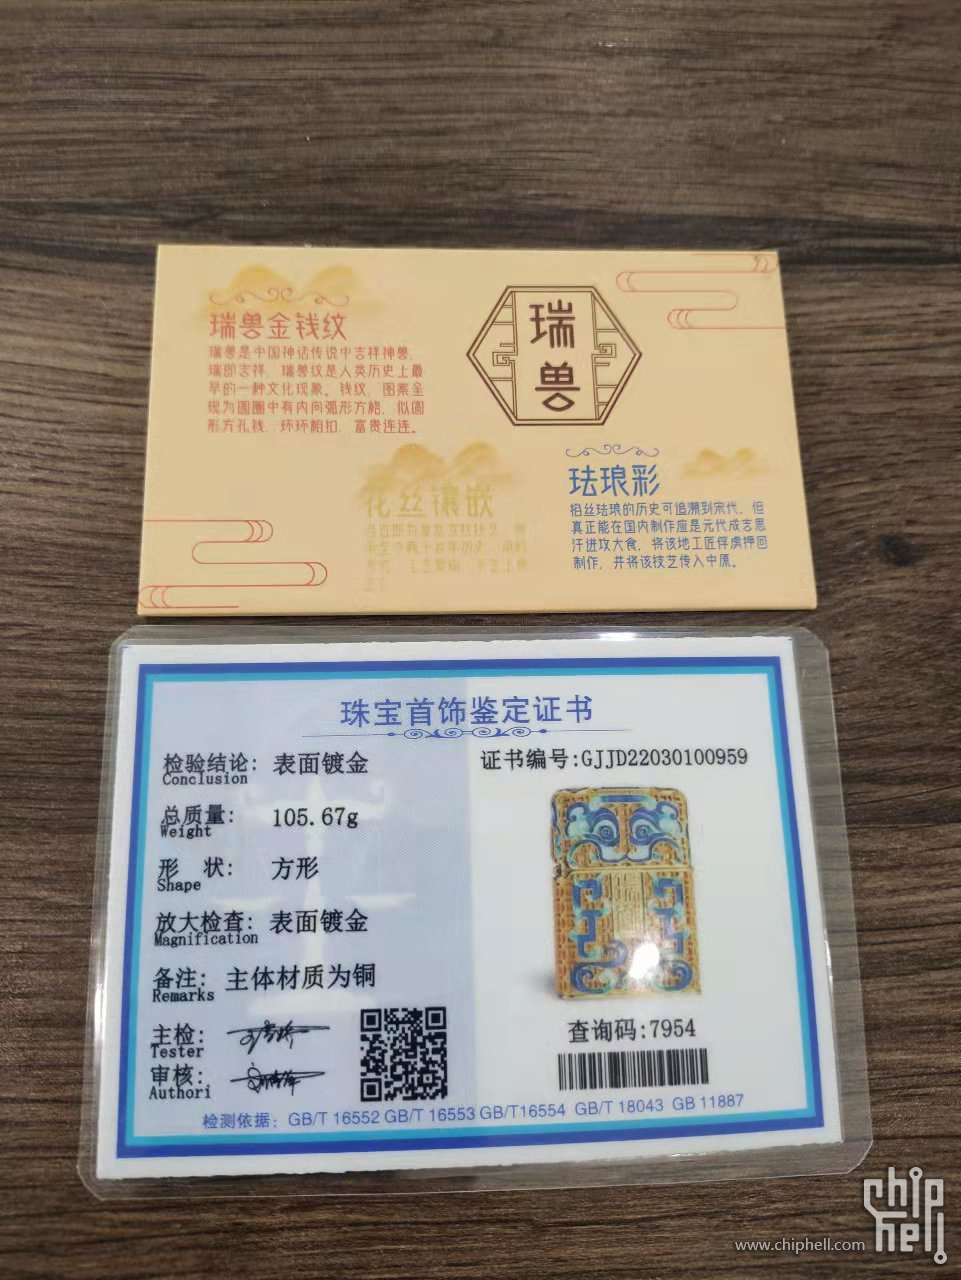 瑞兽金钱纹
瑞兽是中国神话传说中吉祥神兽,
瑞即吉祥, 瑞兽纹是人类历史上最
早的一种文化现象。钱纹, 图案呈
现为圆圈中有内向弧形方格, 似圆
形方孔钱, 环环相扣, 富贵连连。
瑞
兽
花丝镶嵌
珐琅彩
掐丝珐琅的历史可追溯到宋代, 但
真正能在国内制作应是元代成吉思
汗进攻大食, 将该地工匠俘虏押回
制作, 并将该技艺传入中原。
珠宝首饰鉴定证书
检验结论: 表面镀金
Conclusion
总质量: 105.67g
Weight
形 状: 方形
Shape
放大检查: 表面镀金
Magnification
备注: 主体材质为铜
Remarks
主检:
Tester
审核:
Authori
证书编号:GJJD22030100959
查询码:7954
检测依据: GB/T 16552 GB/T 16553 GB/T16554 GB/T 18043 GB 11887
chip
hell
www.chiphell.com